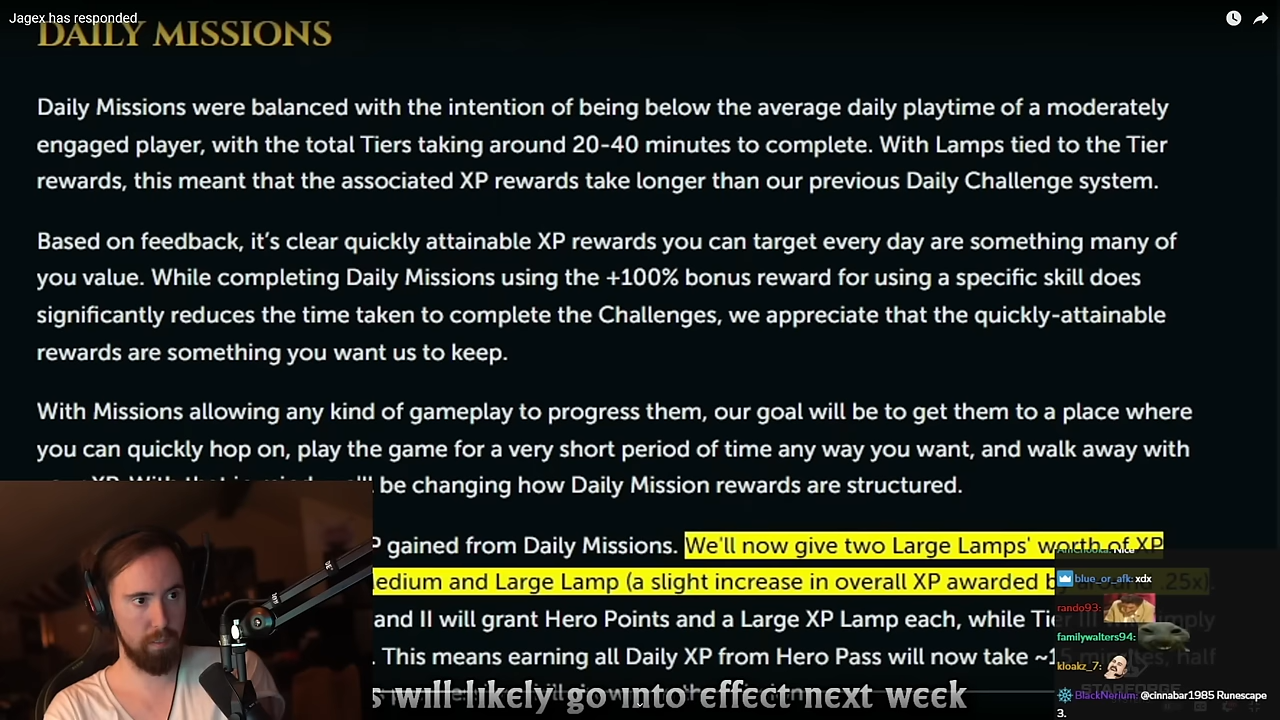 Jagex has responded
DAILY MISSIONS
Daily Missions were balanced with the intention of being below the average daily playtime of a moderately
engaged player, with the total Tiers taking around 20-40 minutes to complete. With Lamps tied to the Tier
rewards, this meant that the associated XP rewards take longer than our previous Daily Challenge system.
Based on feedback, it’s clear quickly attainable XP rewards you can target every day are something many of
you value. While completing Daily Missions using the +100% bonus reward for using a specific skill does
significantly reduces the time taken to complete the Challenges, we appreciate that the quickly-attainable
rewards are something you want us to keep.
With Missions allowing any kind of gameplay to progress them, our goal will be to get them to a place where
you can quickly hop on, play the game for a very short period of time any way you want, and walk away with
be changing how Daily Mission rewards are structured.
P gained from Daily Missions. We'll now give two Large Lamps' worth of XP
edium and Large Lamp (a slight increase in overall XP awarded .25x).
and II will grant Hero Points and a Large XP Lamp each, while Tier III will simply
. This means earning all Daily XP from Hero Pass will now take ~15 minutes, half
s will likely go into effect next week
Nice
blue_or_afk: xdx
rando93:
familywalters94:
kloakz_7:
BlackNerium: @cinnabar1985 Runescape
3.